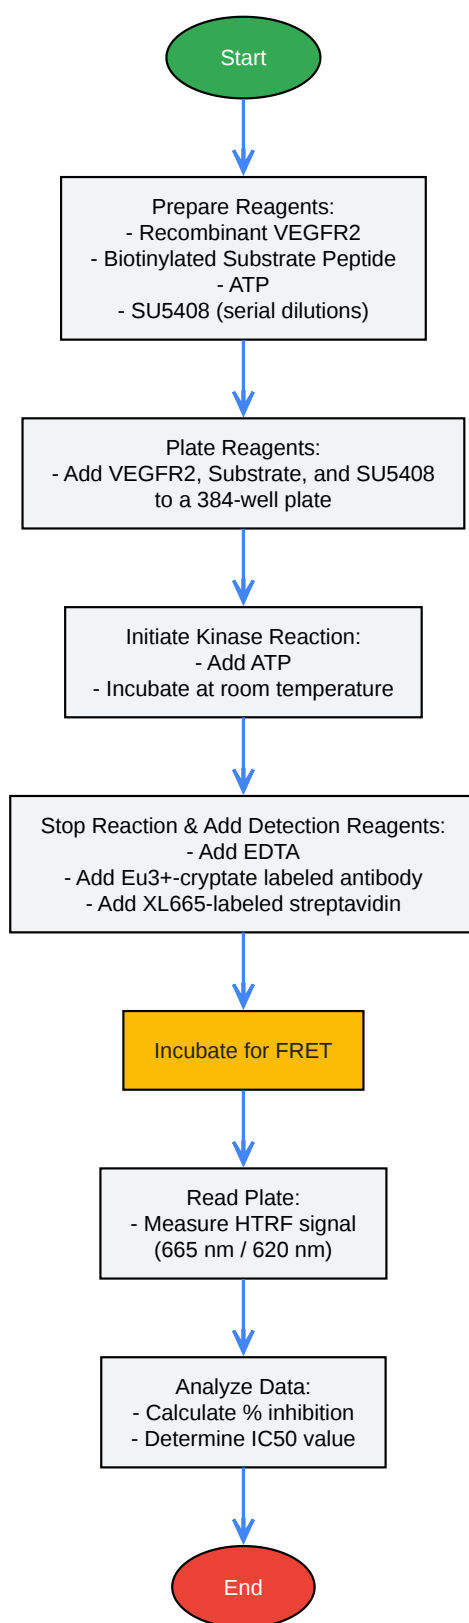 Start
Prepare Reagents:
- Recombinant VEGFR2
- Biotinylated Substrate Peptide
- ATP
- SU5408 (serial dilutions)
Plate Reagents:
- Add VEGFR2, Substrate, and SU5408
to a 384-well plate
Initiate Kinase Reaction:
- Add ATP
- Incubate at room temperature
Stop Reaction & Add Detection Reagents:
- Add EDTA
- Add Eu3+-cryptate labeled antibody
- Add XL665-labeled streptavidin
Incubate for FRET
Read Plate:
- Measure HTRF signal
(665 nm / 620 nm)
Analyze Data:
- Calculate % inhibition
- Determine IC50 value
End